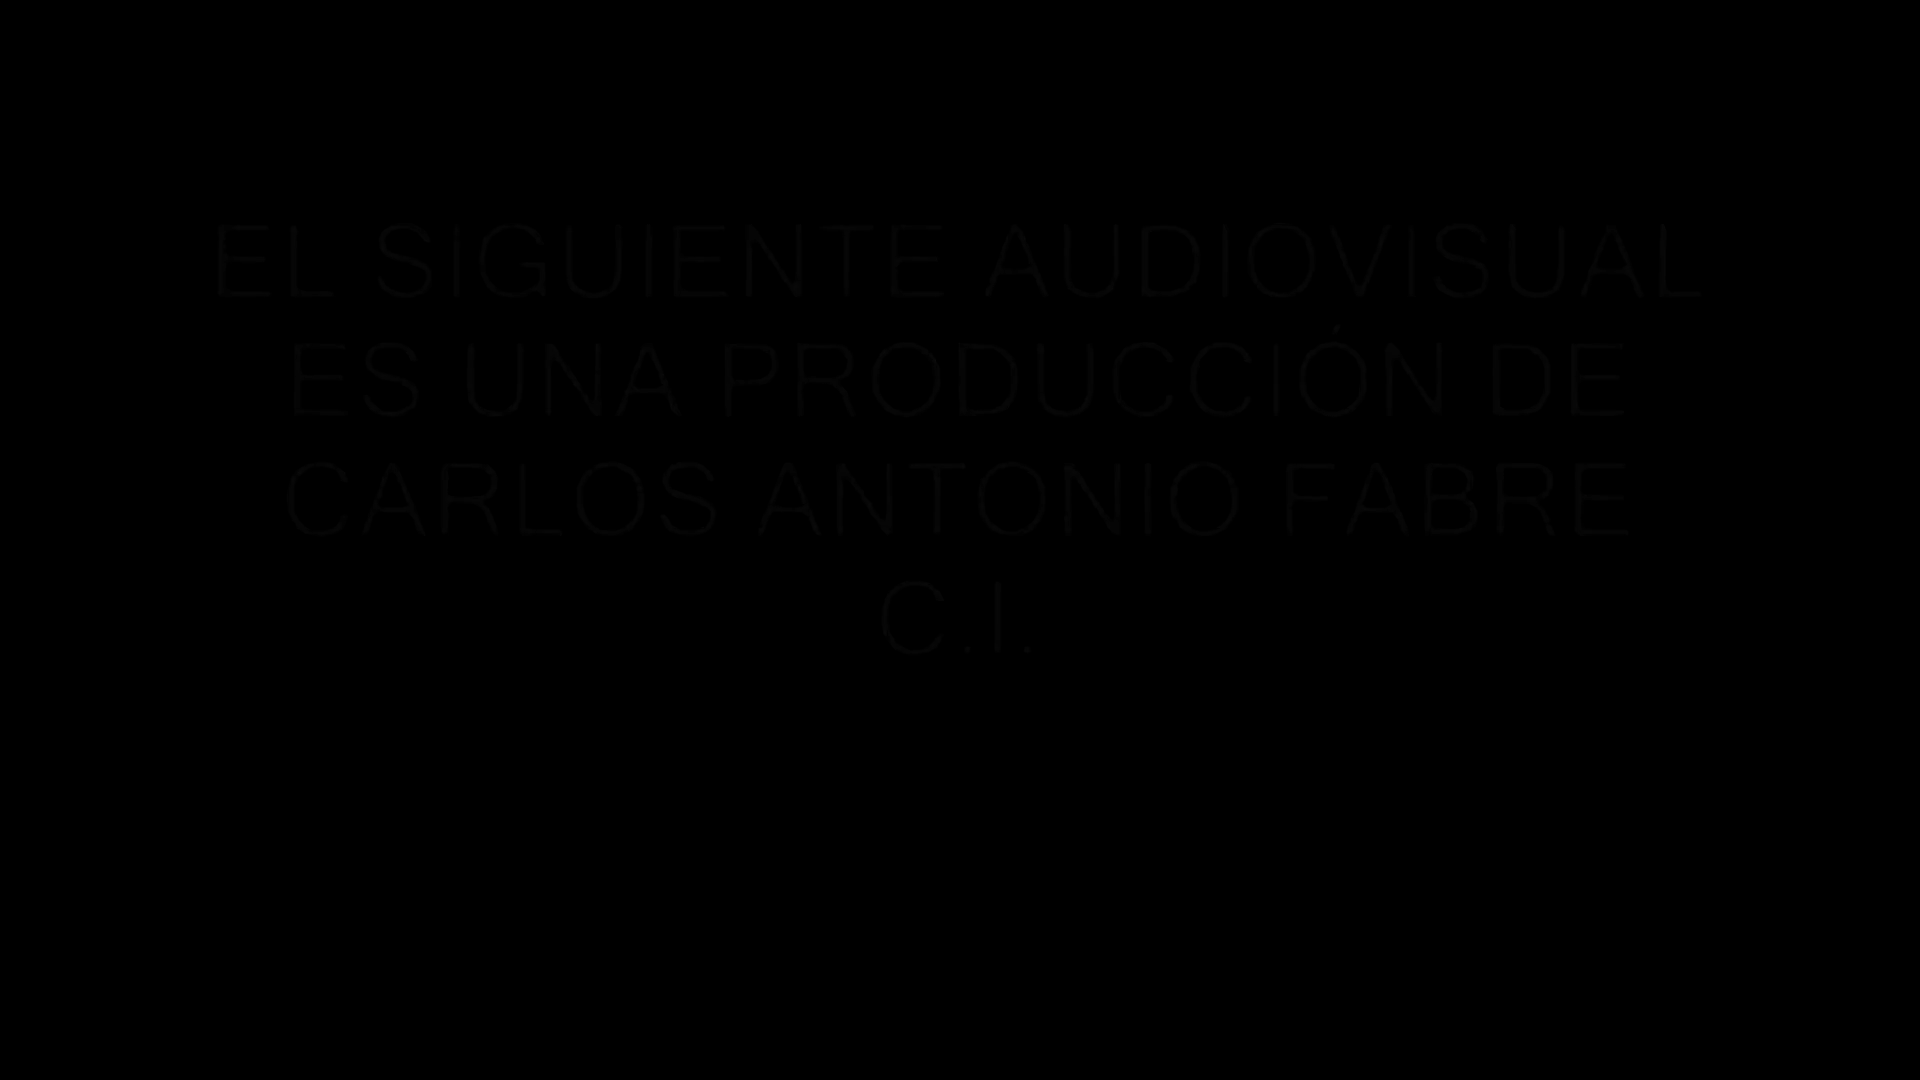 EL SIGUIENTE AUDIOVISUAL
ES UNA PRODUCCIÓN DE
CARLOS ANTONIO FABRE
C.I.